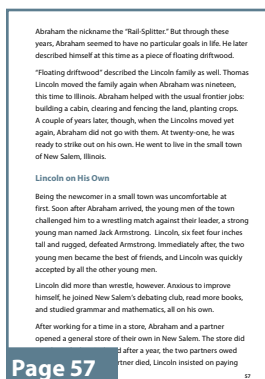 Abraham the nickname the "Rail-Splitter." But through these
years, Abraham seemed to have no particular goals in life. He later
described himself at this time as a piece of floating driftwood.
"Floating driftwood" described the Lincoln family as well. Thomas
Lincoln moved the family again when Abraham was nineteen,
this time to Illinois. Abraham helped with the usual frontier jobs:
building a cabin, clearing and fencing the land, planting crops.
A couple of years later, though, when the Lincolns moved yet
again, Abraham did not go with them. At twenty-one, he was
ready to strike out on his own. He went to live in the small town
of New Salem, Illinois.
Lincoln on His Own
Being the newcomer in a small town was uncomfortable at
first. Soon after Abraham arrived, the young men of the town
challenged him to a wrestling match against their leader, a strong
young man named Jack Armstrong. Lincoln, six feet four inches
tall and rugged, defeated Armstrong. Immediately after, the two
young men became the best of friends, and Lincoln was quickly
accepted by all the other young men.
Lincoln did more than wrestle, however. Anxious to improve
himself, he joined New Salem's debating club, read more books,
and studied grammar and mathematics, all on his own.
After working for a time in a store, Abraham and a partner
opened a general store of their own in New Salem. The store did
d after a year, the two partners owed
rtner died, Lincoln insisted on paying
Page 57
57